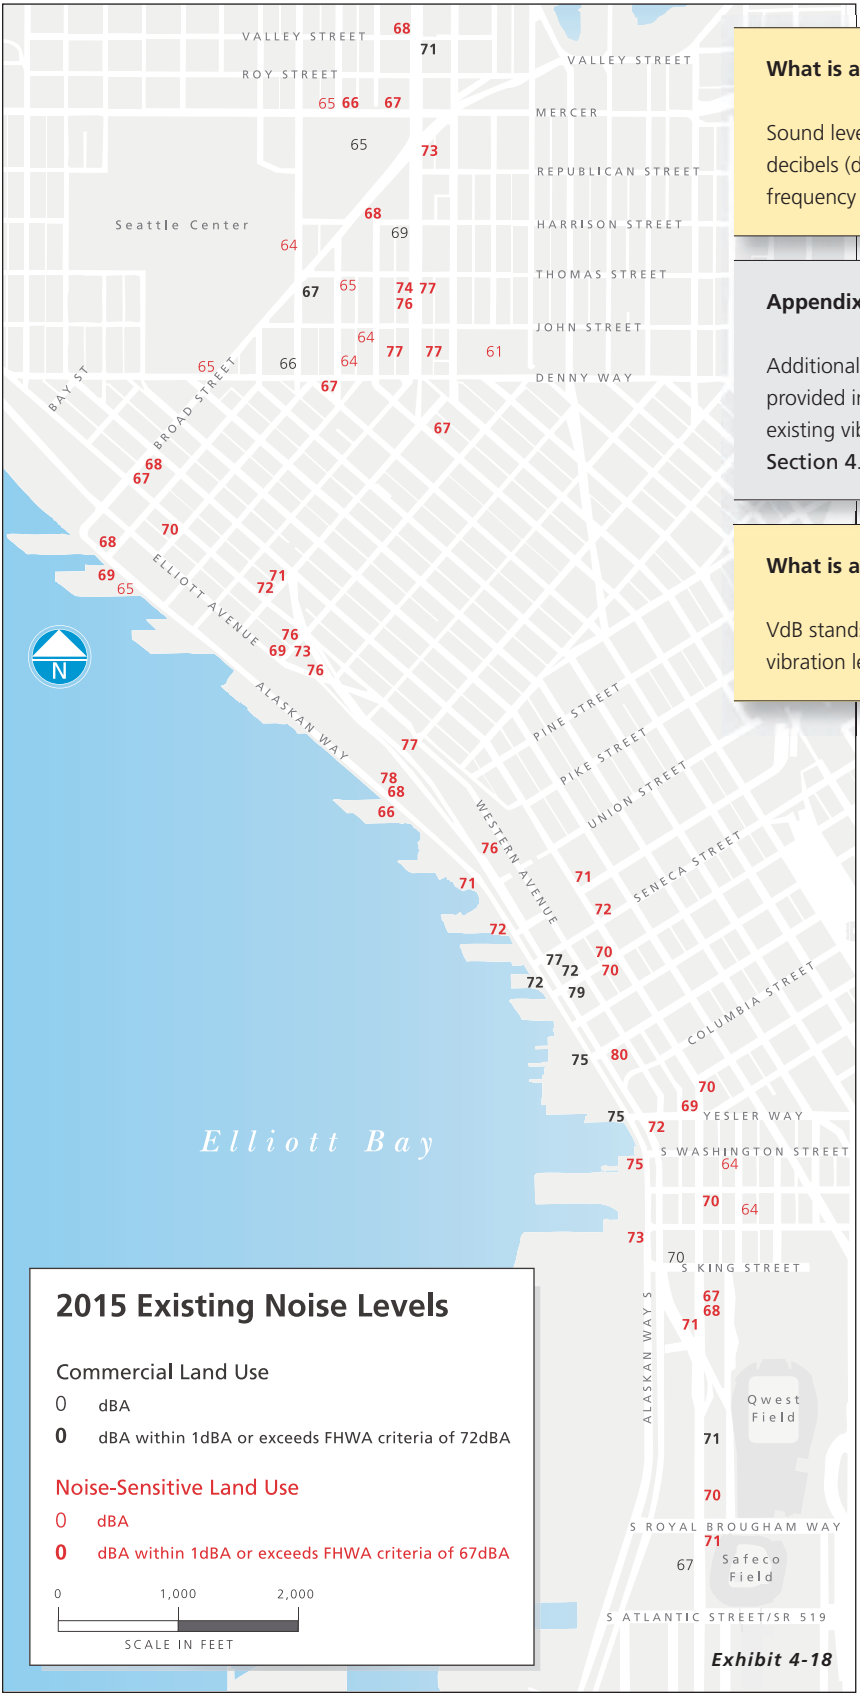 VALLEY STREET
68
71
VALLEY STREET
ROY STREET
65 66 67
MERCER
65
73
REPUBLICAN STREET
68
Seattle Center
HARRISON STREET
69
64
THOMAS STREET
67
65
74 77
76
JOHN STREET
64
77 77 61
65
66
64
DENNY WAY
67
BAY ST
BROAD STREET
67
68
67
70
68
ELLIOTT AVENUE
69
65
71
72
76
69 73
76
N
ALASKAN WAY
PINE STREET
77
PIKE STREET
78
68
66
UNION STREET
WESTERN AVENUE
76
71
71
SENECA STREET
72
72
70
77
72
70
72
79
COLUMBIA STREET
75
80
70
69
75
YESLER WAY
72
S WASHINGTON STREET
75
64
70
64
73
70
S KING STREET
67
68
71
ALASKAN WAY S
Qwest
Field
71
70
S ROYAL BROUGHAM WAY
71
67
Safeco
Field
S ATLANTIC STREET/SR 519
Elliott Bay
2015 Existing Noise Levels
Commercial Land Use
0 dBA
0 dBA within 1dBA or exceeds FHWA criteria of 72dBA
Noise-Sensitive Land Use
0 dBA
0 dBA within 1dBA or exceeds FHWA criteria of 67dBA
0 1,000 2,000
SCALE IN FEET
Exhibit 4-18
What is a
Sound leve
decibels (d
frequency
Appendix
Additional
provided in
existing vib
Section 4.
What is a
VdB stands
vibration le